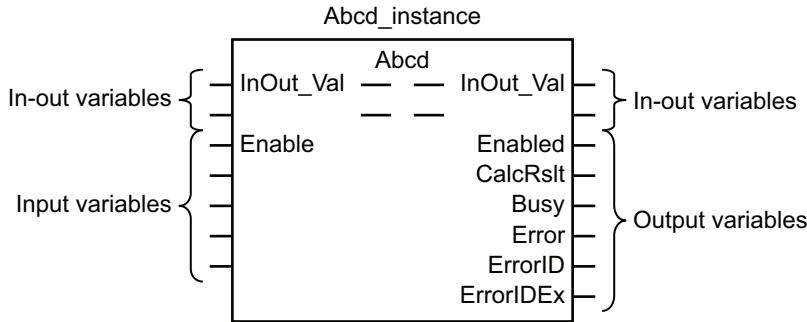 Abcd_instance
Abcd
In-out variables
InOut_Val
InOut_Val
In-out variables
Enable
Enabled
CalcRslt
Input variables
Busy
Output variables
Error
ErrorID
ErrorIDEx